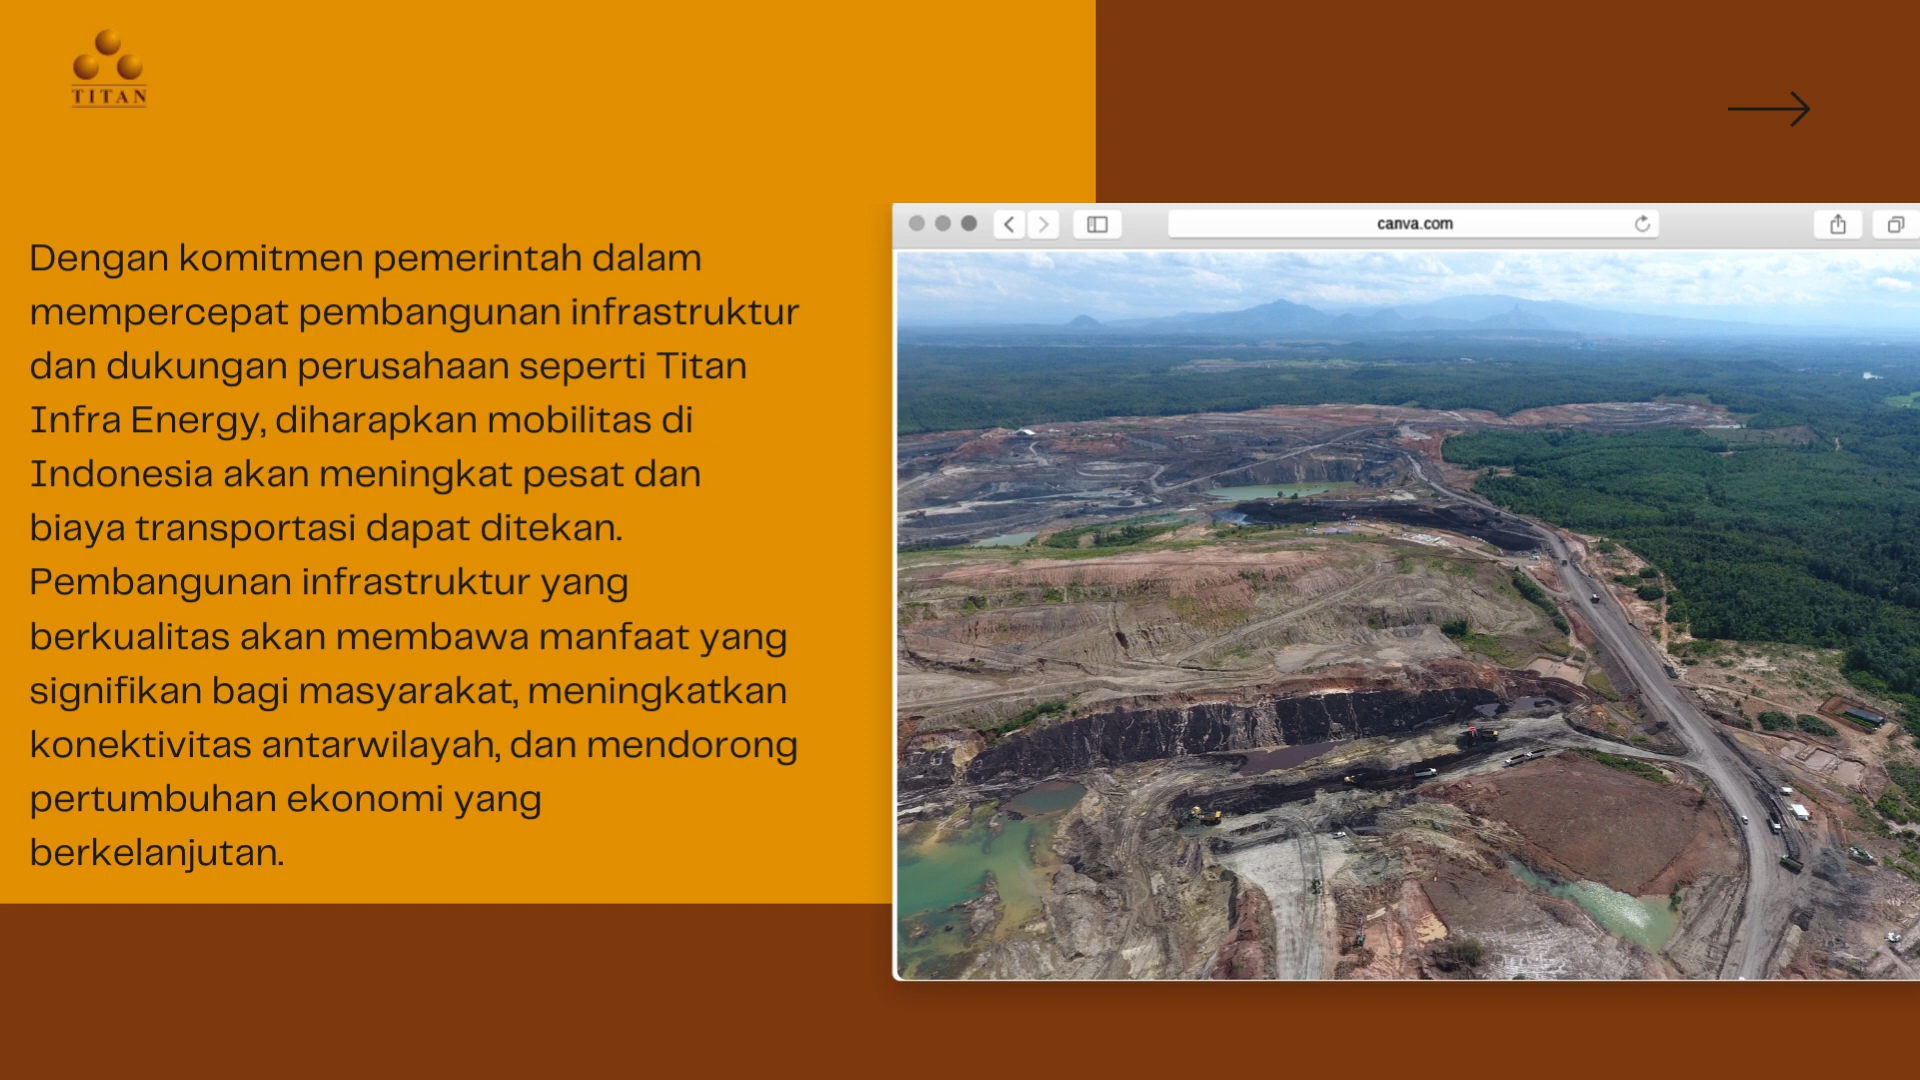 TITAN
Dengan komitmen pemerintah dalam
mempercepat pembangunan infrastruktur
dan dukungan perusahaan seperti Titan
Infra Energy, diharapkan mobilitas di
Indonesia akan meningkat pesat dan
biaya transportasi dapat ditekan.
Pembangunan infrastruktur yang
berkualitas akan membawa manfaat yang
signifikan bagi masyarakat, meningkatkan
konektivitas antarwilayah, dan mendorong
pertumbuhan ekonomi yang
berkelanjutan.
canva.com